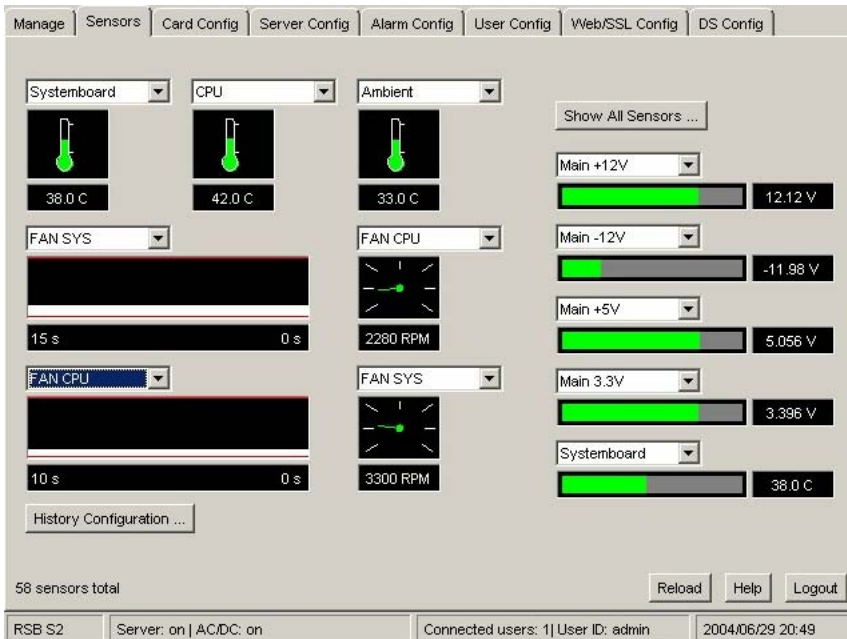 Manage Sensors Card Config Server Config Alarm Config User Config Web/SSL Config DS Config
Systemboard CPU Ambient
38.0 C 42.0 C 33.0 C
FAN SYS FAN CPU
15 s 0 s 2280 RPM
FAN CPU FAN SYS
10 s 0 s 3300 RPM
History Configuration ...
Show All Sensors ...
Main +12V
12.12 V
Main -12V
-11.98 V
Main +5V
5.056 V
Main 3.3V
3.396 V
Systemboard
38.0 C
58 sensors total
Reload Help Logout
RSB S2 Server: on | AC/DC: on Connected users: 1| User ID: admin 2004/06/29 20:49